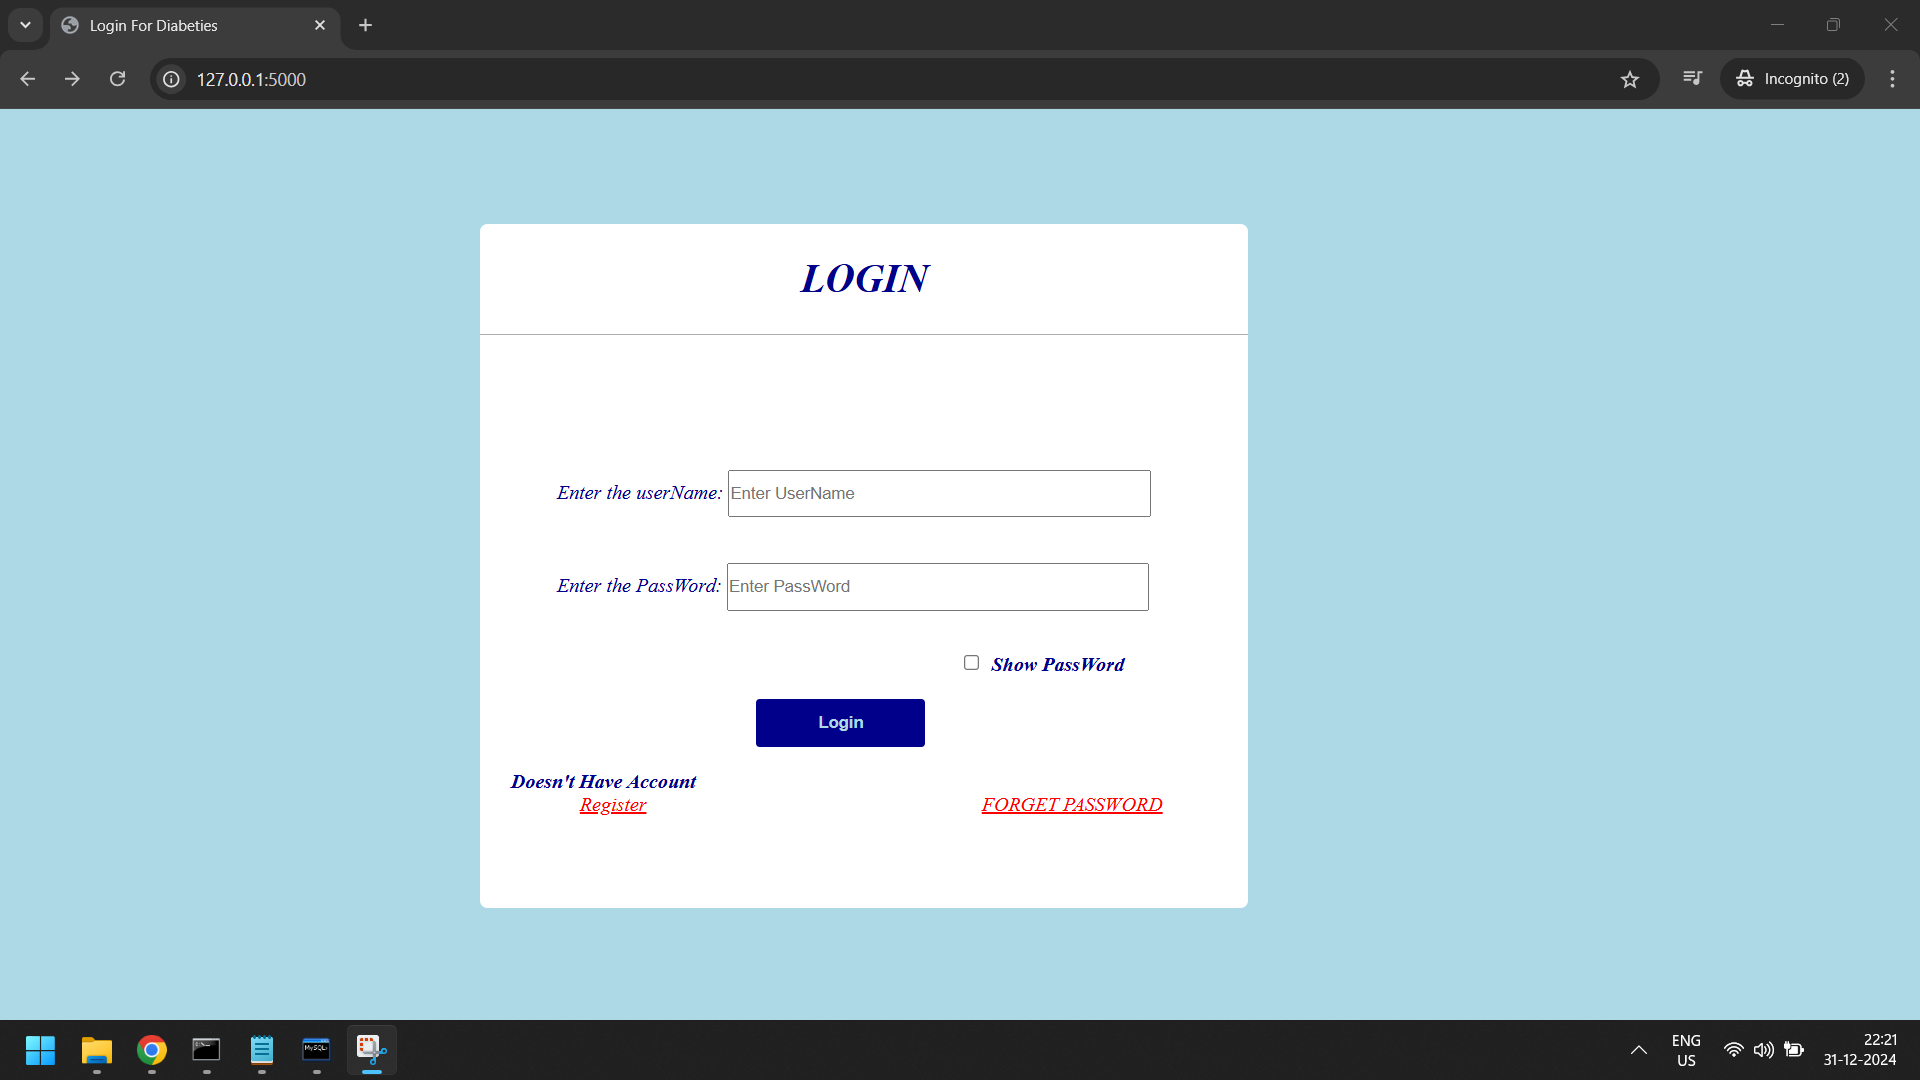 Login For Diabeties
127.0.0.1:5000
Incognito (2)
LOGIN
Enter the userName: Enter UserName
Enter the PassWord: Enter PassWord
Show PassWord
Login
Doesn't Have Account
Register
FORGET PASSWORD
MySQL>
ENG
US
22:21
31-12-2024